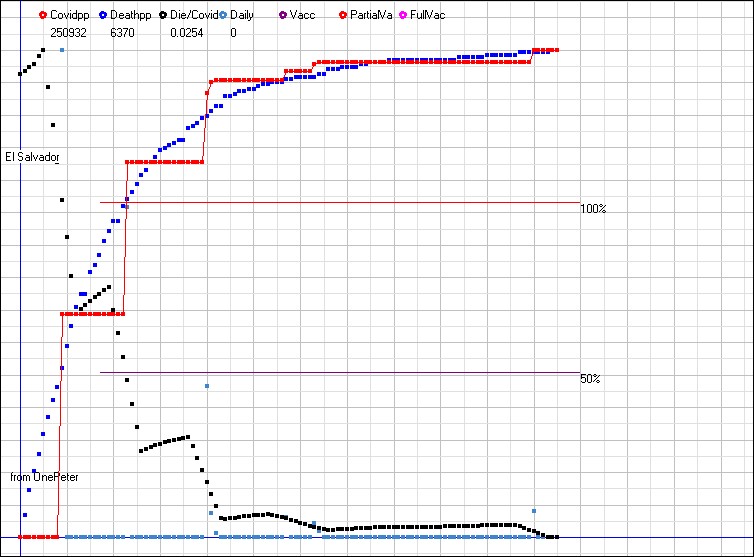 Covidpp Deathpp Die/Covid Daily Vacc PartialVa FullVac
250932 6370 0.0254 0
El Salvador
100%
50%
from OnePeter